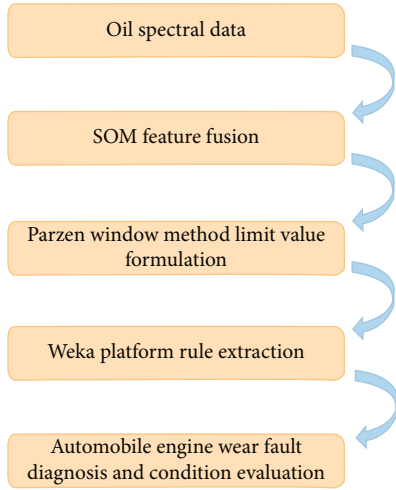 Oil spectral data
SOM feature fusion
Parzen window method limit value
formulation
Weka platform rule extraction
Automobile engine wear fault
diagnosis and condition evaluation